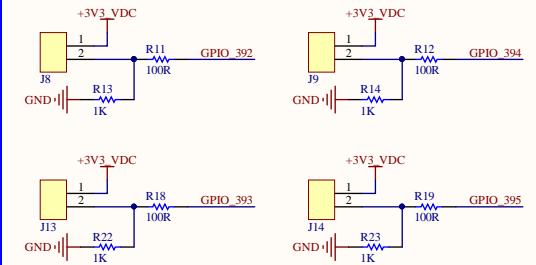 +3V3_VDC
1
2
J8
R11
100R
GPIO_392
R13
1K
GND
+3V3_VDC
1
2
J9
R12
100R
GPIO_394
R14
1K
GND
+3V3_VDC
1
2
J13
R18
100R
GPIO_393
R22
1K
GND
+3V3_VDC
1
2
J14
R19
100R
GPIO_395
R23
1K
GND